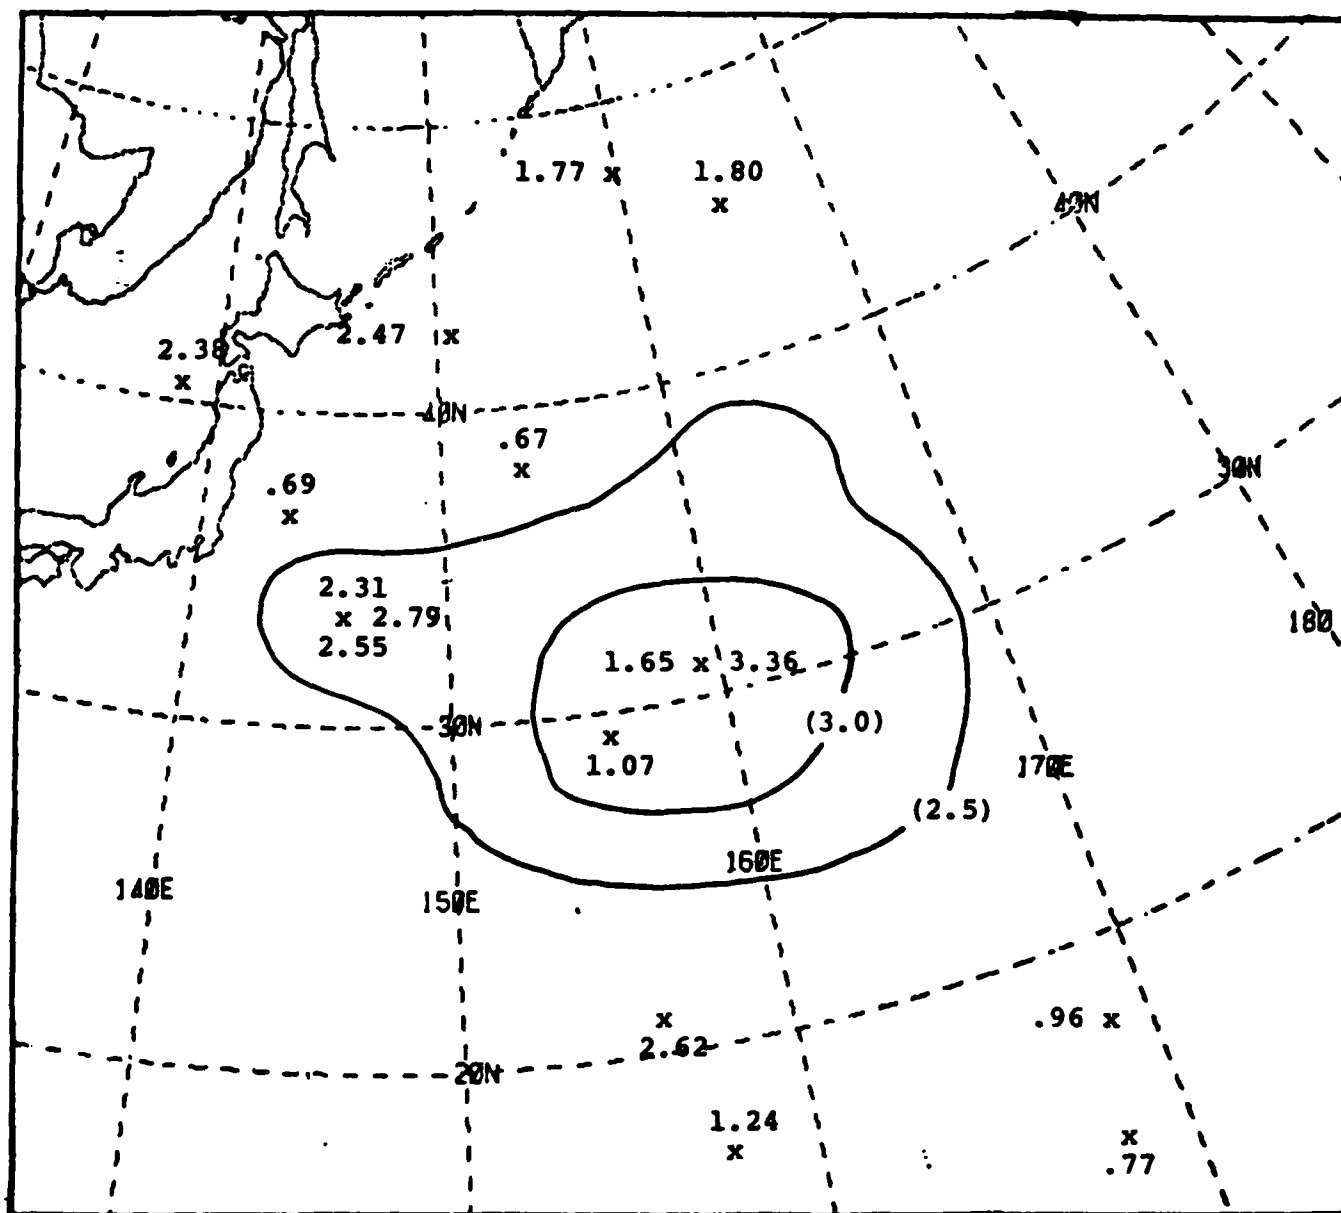 1.77 x 1.80
x
40N
2.47 x
2.38
x
40N
.67
x
30N
.69
x
2.31
x 2.79
2.55
180
1.65 x 3.36
(3.0)
30N
x
1.07
170E
(2.5)
160E
140E
150E
x
2.62
.96 x
20N
1.24
x
x
.77